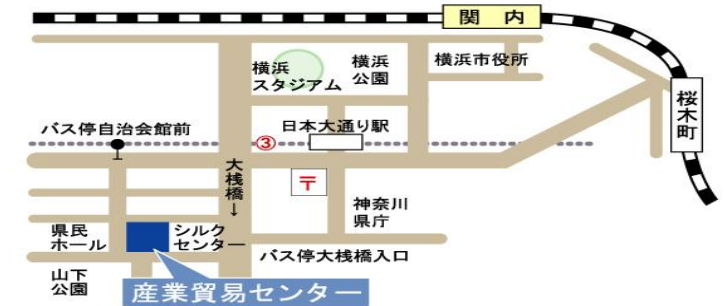 関内
横浜
スタジアム
横浜
公園
横浜市役所
桜木町
バス停自治会館前
③
日本大通り駅
大桟橋↓
〒
神奈川
県庁
県民
ホール
シルク
センター
バス停大桟橋入口
山下
公園
産業貿易センター